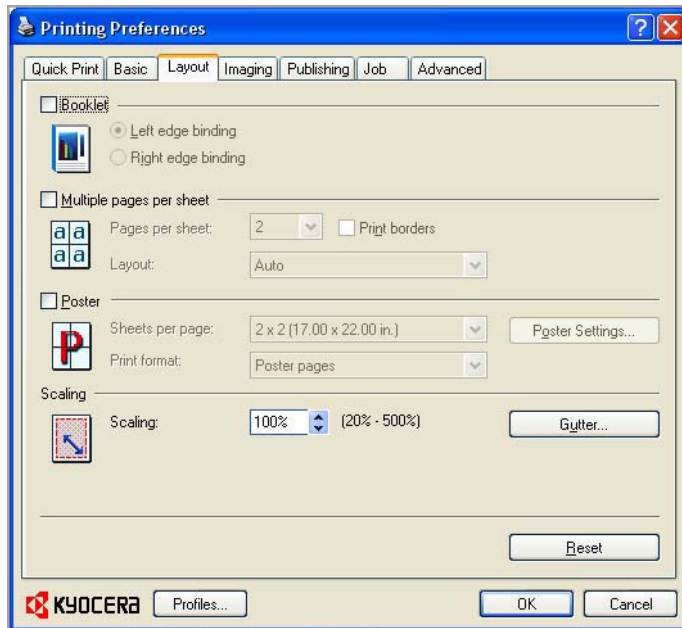 Printing Preferences
Quick Print Basic Layout Imaging Publishing Job Advanced
Booklet
Left edge binding
Right edge binding
Multiple pages per sheet
a a
a a
Pages per sheet: 2 Print borders
Layout: Auto
Poster
P
Sheets per page: 2 x 2 (17.00 x 22.00 in.) Poster Settings...
Print format: Poster pages
Scaling
Scaling: 100% (20% - 500%) Gutter...
Reset
KYOCERA Profiles... OK Cancel